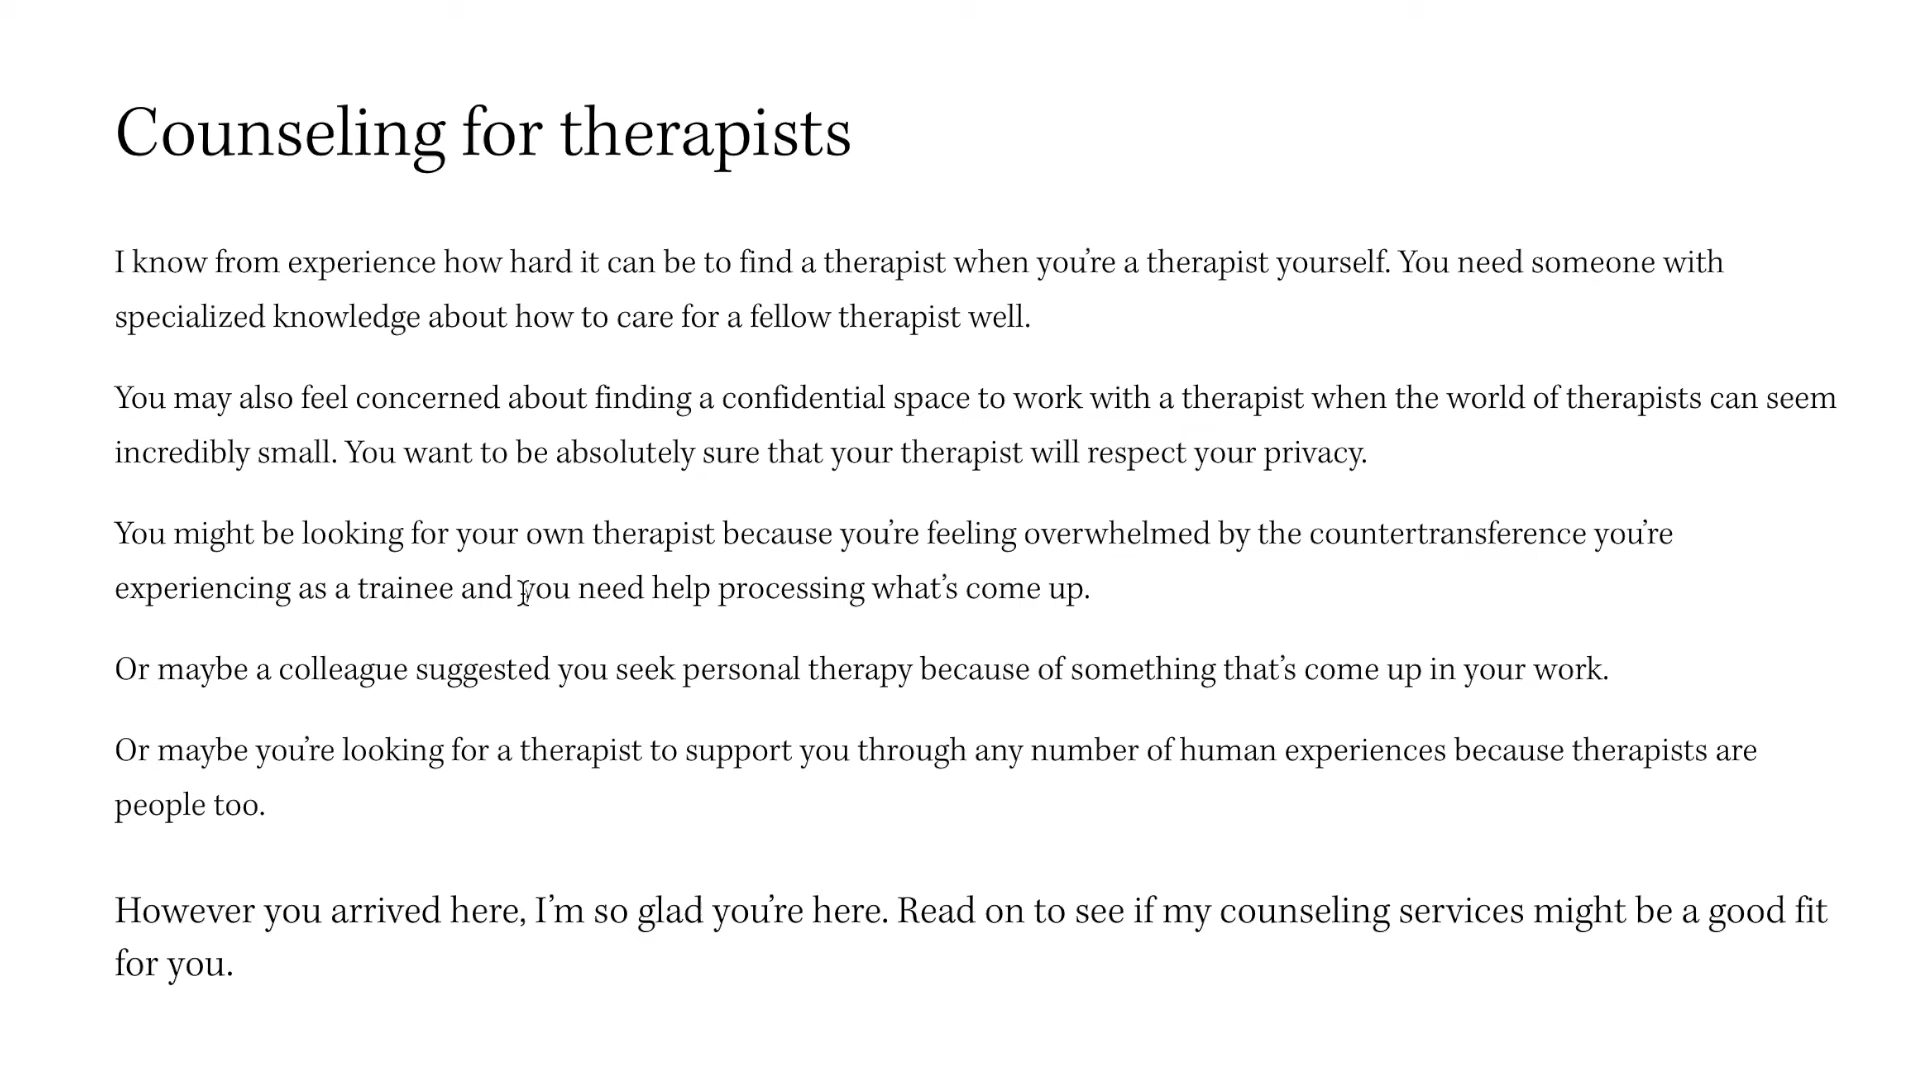 Counseling for therapists
I know from experience how hard it can be to find a therapist when you’re a therapist yourself. You need someone with
specialized knowledge about how to care for a fellow therapist well.
You may also feel concerned about finding a confidential space to work with a therapist when the world of therapists can seem
incredibly small. You want to be absolutely sure that your therapist will respect your privacy.
You might be looking for your own therapist because you’re feeling overwhelmed by the countertransference you’re
experiencing as a trainee and you need help processing what’s come up.
Or maybe a colleague suggested you seek personal therapy because of something that’s come up in your work.
Or maybe you’re looking for a therapist to support you through any number of human experiences because therapists are
people too.
However you arrived here, I’m so glad you’re here. Read on to see if my counseling services might be a good fit
for you.